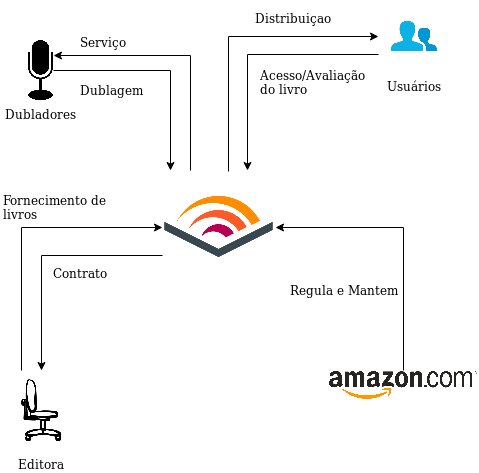 Distribuiçao
Serviço
Acesso/Avaliação
do livro
Usuários
Dublagem
Dubladores
Fornecimento de
livros
Contrato
Regula e Mantem
amazon.com
Editora